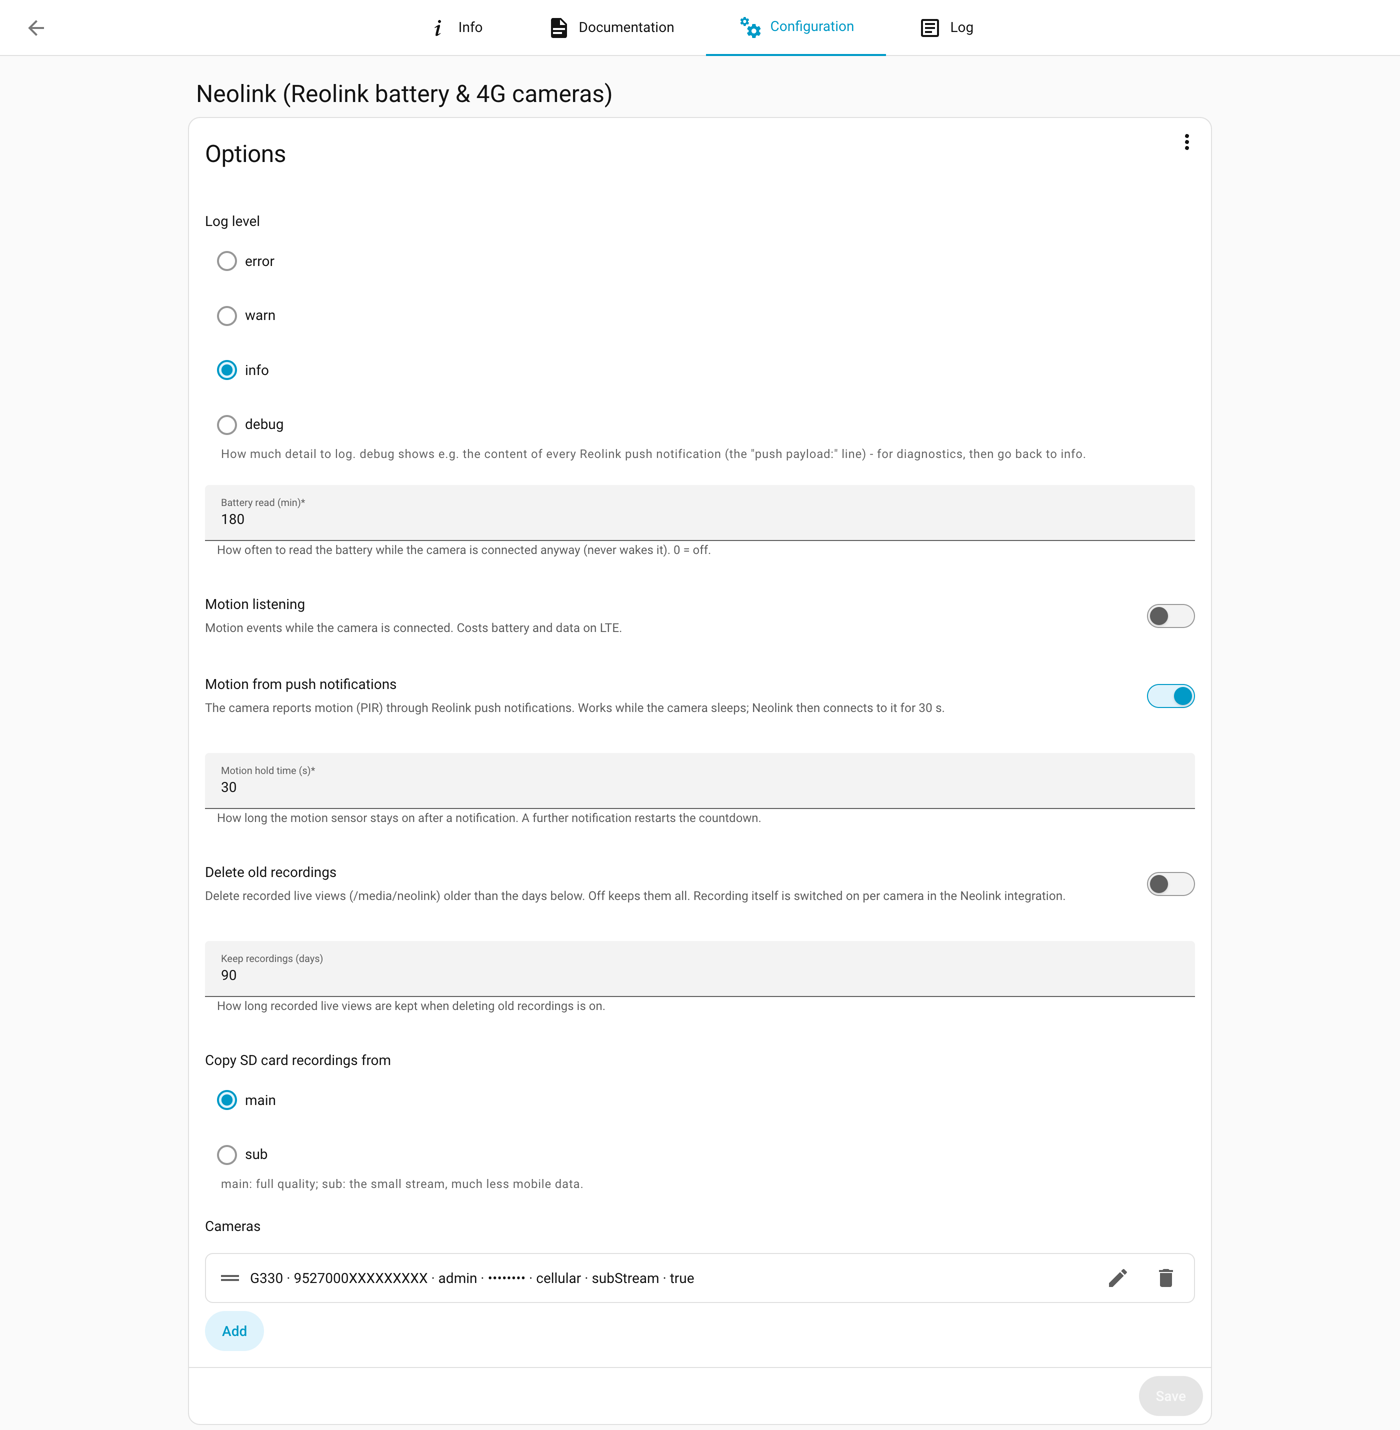 Info
Documentation
Configuration
Log
Neolink (Reolink battery & 4G cameras)
Options
Log level
error
warn
info
debug
How much detail to log. debug shows e.g. the content of every Reolink push notification (the "push payload:" line) - for diagnostics, then go back to info.
Battery read (min)*
180
How often to read the battery while the camera is connected anyway (never wakes it). 0 = off.
Motion listening
Motion events while the camera is connected. Costs battery and data on LTE.
Motion from push notifications
The camera reports motion (PIR) through Reolink push notifications. Works while the camera sleeps; Neolink then connects to it for 30 s.
Motion hold time (s)*
30
How long the motion sensor stays on after a notification. A further notification restarts the countdown.
Delete old recordings
Delete recorded live views (/media/neolink) older than the days below. Off keeps them all. Recording itself is switched on per camera in the Neolink integration.
Keep recordings (days)
90
How long recorded live views are kept when deleting old recordings is on.
Copy SD card recordings from
main
sub
main: full quality; sub: the small stream, much less mobile data.
Cameras
G330 · 9527000XXXXXXXXX · admin · •••••••• · cellular · subStream · true
Add
Save